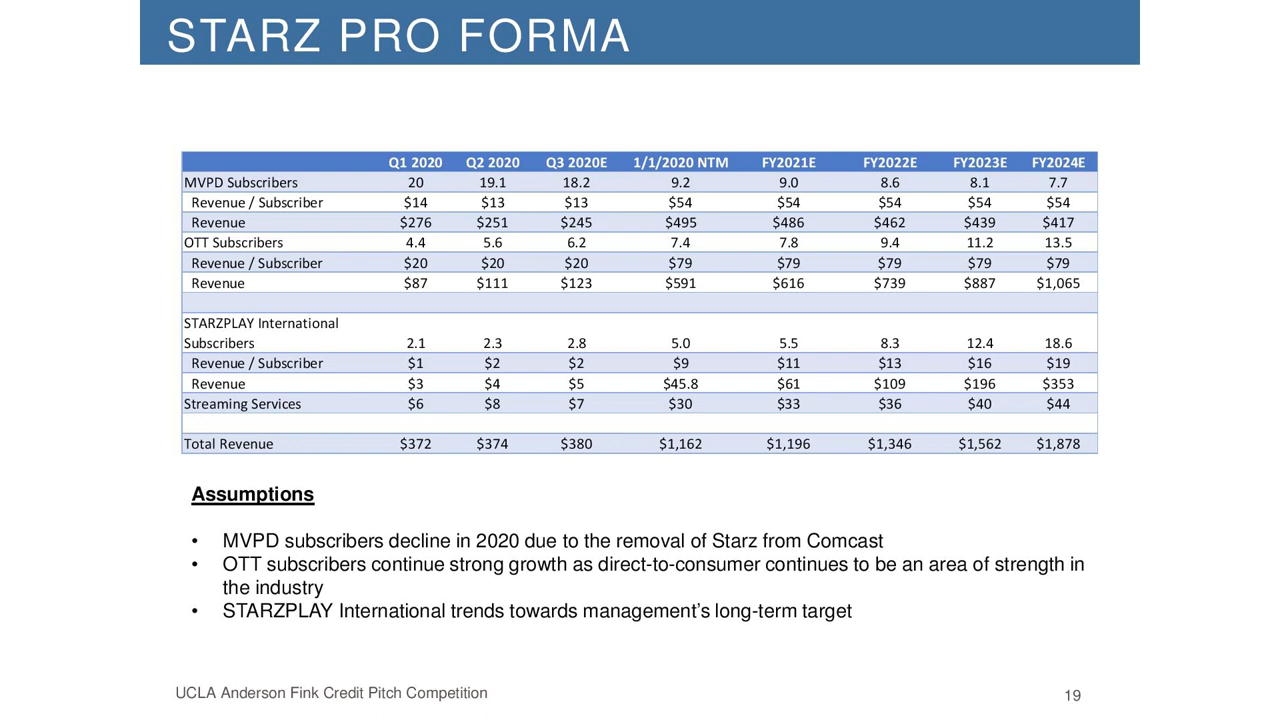 STARZ PRO FORMA
Q1 2020 Q2 2020 Q3 2020E 1/1/2020 NTM FY2021E FY2022E FY2023E FY2024E
MVPD Subscribers 20 19.1 18.2 9.2 9.0 8.6 8.1 7.7
Revenue / Subscriber $14 $13 $13 $54 $54 $54 $54 $54
Revenue $276 $251 $245 $495 $486 $462 $439 $417
OTT Subscribers 4.4 5.6 6.2 7.4 7.8 9.4 11.2 13.5
Revenue / Subscriber $20 $20 $20 $79 $79 $79 $79 $79
Revenue $87 $111 $123 $591 $616 $739 $887 $1,065
STARZPLAY International
Subscribers 2.1 2.3 2.8 5.0 5.5 8.3 12.4 18.6
Revenue / Subscriber $1 $2 $2 $9 $11 $13 $16 $19
Revenue $3 $4 $5 $45.8 $61 $109 $196 $353
Streaming Services $6 $8 $7 $30 $33 $36 $40 $44
Total Revenue $372 $374 $380 $1,162 $1,196 $1,346 $1,562 $1,878
Assumptions
• MVPD subscribers decline in 2020 due to the removal of Starz from Comcast
• OTT subscribers continue strong growth as direct-to-consumer continues to be an area of strength in
the industry
• STARZPLAY International trends towards management’s long-term target
UCLA Anderson Fink Credit Pitch Competition
19